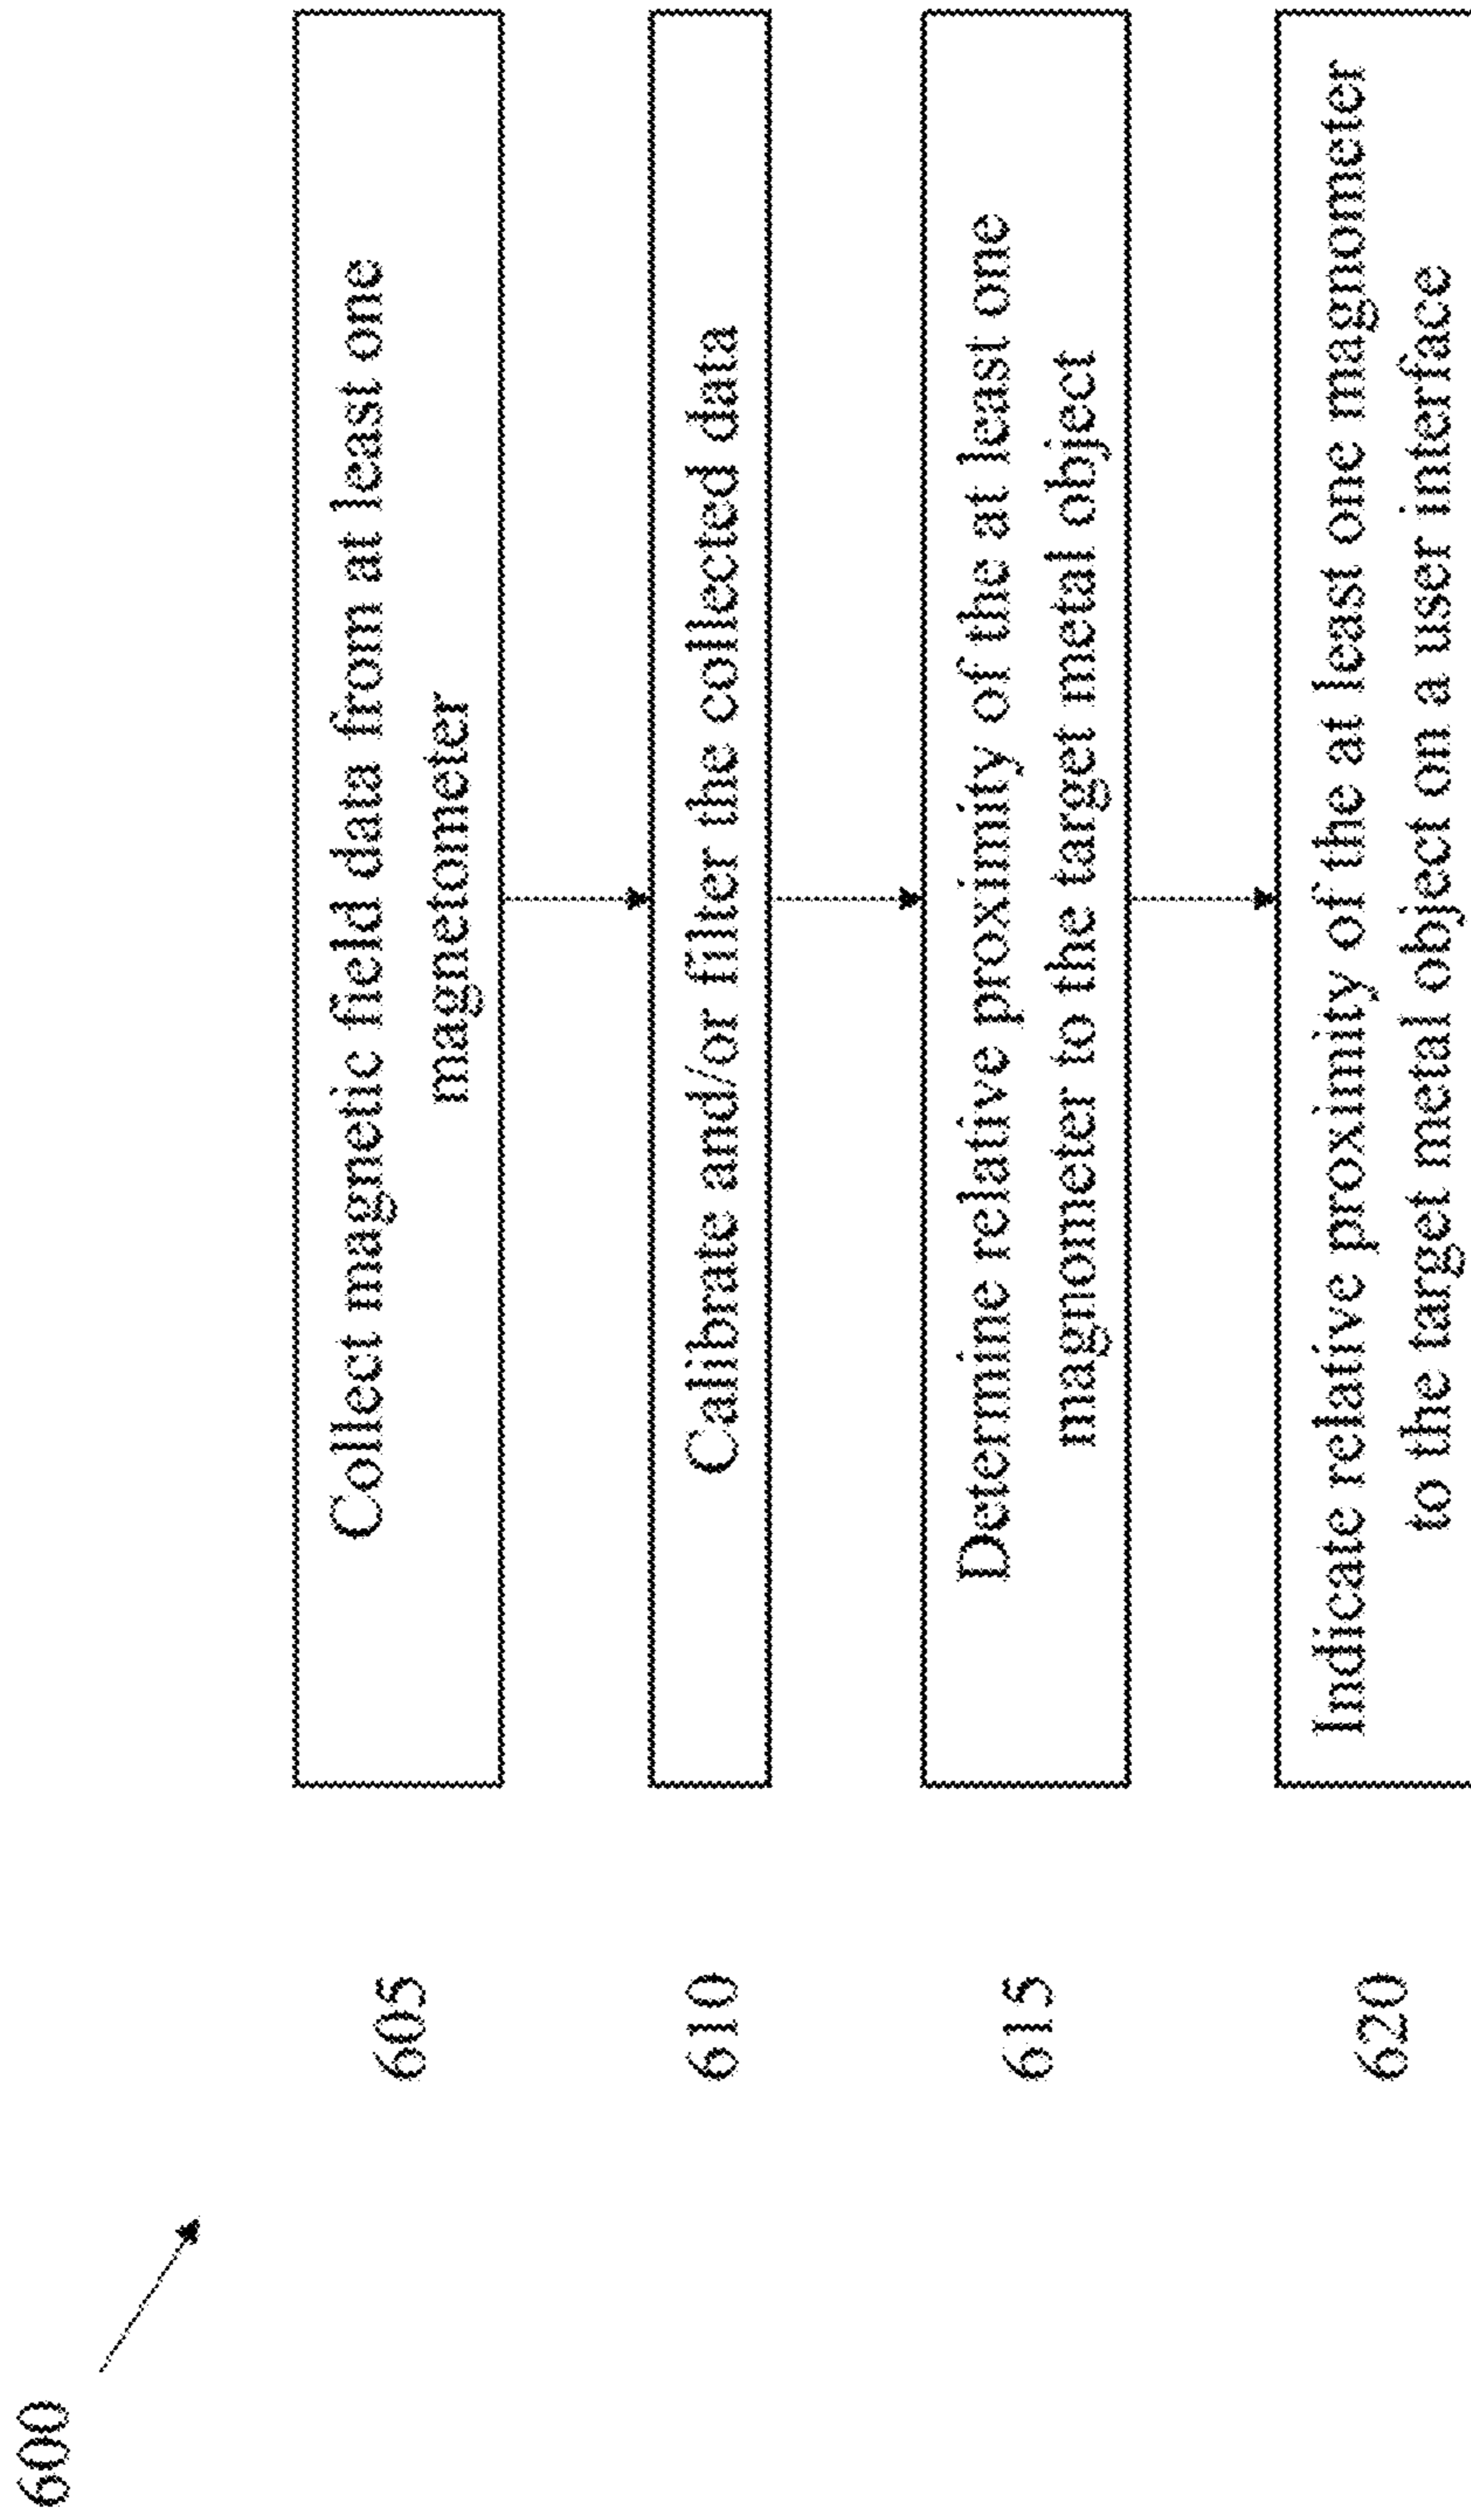 600
605
Collect magnetic field data from at least one
magnetometer
610
Calibrate and/or filter the collected data
615
Determine relative proximity of the at least one
magnometer to the target metal object
620
Indicate relative proximity of the at least one magnometer
to the target metal object on a user interface